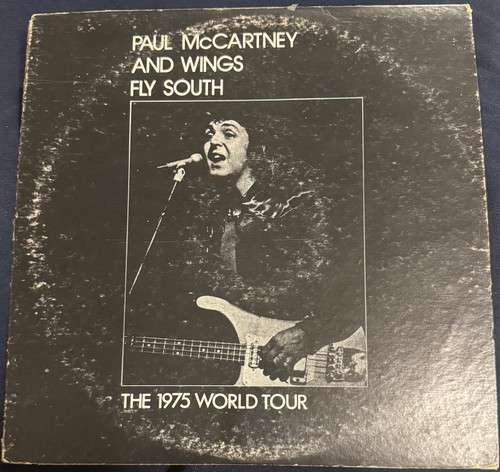 PAUL McCARTNEY
AND WINGS
FLY SOUTH
THE 1975 WORLD TOUR